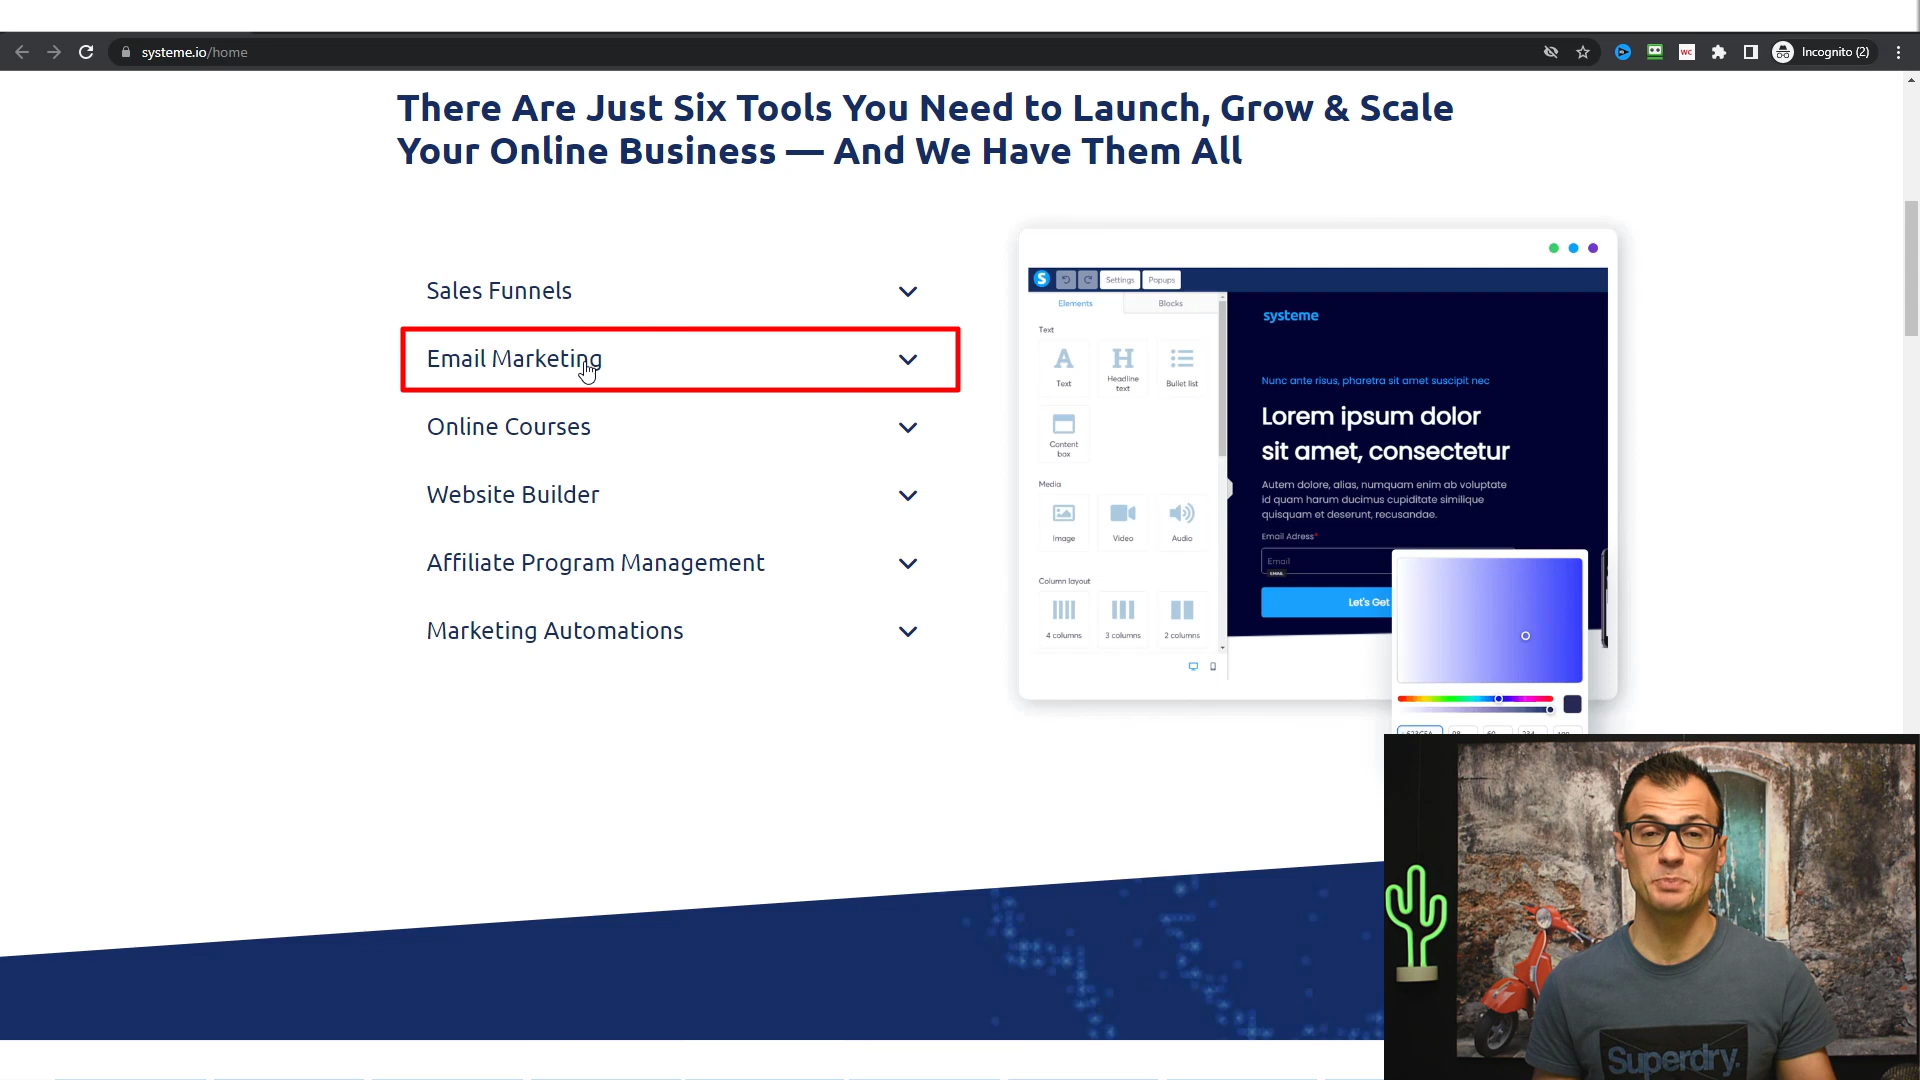 systeme.io/home
WC
Incognito (2)
There Are Just Six Tools You Need to Launch, Grow & Scale
Your Online Business — And We Have Them All
Sales Funnels
Email Marketing
Online Courses
Website Builder
Affiliate Program Management
Marketing Automations
S
Settings
Popups
Elements
Blocks
Text
A
Text
H
Headline
text
Bullet list
Content
box
Media
Image
Video
Audio
Column layout
4 columns
3 columns
2 columns
systeme
Nunc ante risus, pharetra sit amet suscipit nec
Lorem ipsum dolor
sit amet, consectetur
Autem dolore, alias, numquam enim ab voluptate
id quam harum ducimus cupiditate similique
quisquam et deserunt, recusandae.
Email Adress*
Email
EMAIL
Let's Get
Superdry.